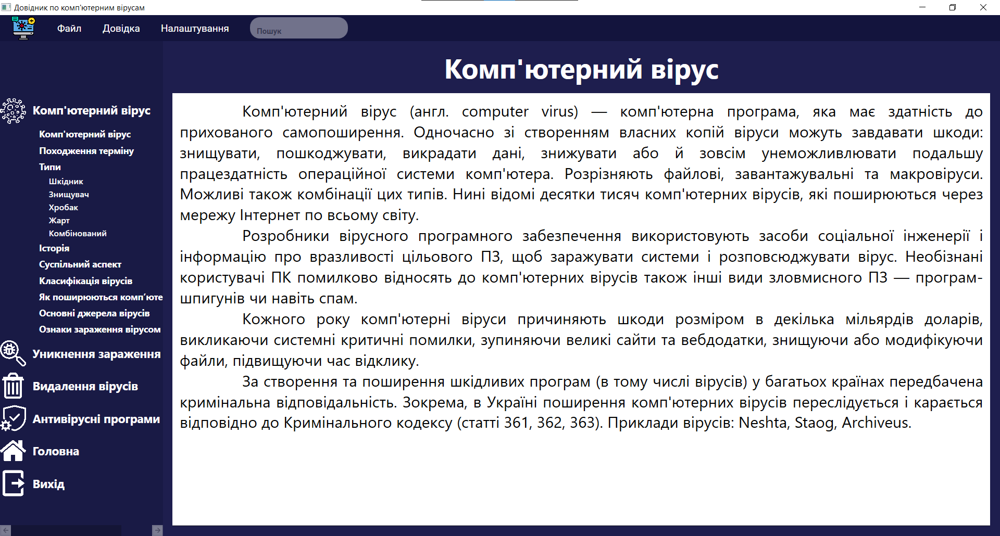 Довідник по комп'ютерним вірусам
Файл
Довідка
Налаштування
Пошук
Комп'ютерний вірус
Комп'ютерний вірус
Походження терміну
Типи
Шкідник
Знищувач
Хробак
Жарт
Комбінований
Історія
Суспільний аспект
Класифікація вірусів
Як поширюються комп’юте
Основні джерела вірусів
Ознаки зараження вірусом
Уникнення зараження
Видалення вірусів
Антивірусні програми
Головна
Вихід
Комп'ютерний вірус
Комп'ютерний вірус (англ. computer virus) — комп'ютерна програма, яка має здатність до
прихованого самопоширення. Одночасно зі створенням власних копій віруси можуть завдавати шкоди:
знищувати, пошкоджувати, викрадати дані, знижувати або й зовсім унеможливлювати подальшу
працездатність операційної системи комп'ютера. Розрізняють файлові, завантажувальні та макровіруси.
Можливі також комбінації цих типів. Нині відомі десятки тисяч комп'ютерних вірусів, які поширюються через
мережу Інтернет по всьому світу.
Розробники вірусного програмного забезпечення використовують засоби соціальної інженерії і
інформацію про вразливості цільового ПЗ, щоб заражувати системи і розповсюджувати вірус. Необізнані
користувачі ПК помилково відносять до комп'ютерних вірусів також інші види зловмисного ПЗ — програм-
шпигунів чи навіть спам.
Кожного року комп'ютерні віруси причиняють шкоди розміром в декілька мільярдів доларів,
викликаючи системні критичні помилки, зупиняючи великі сайти та вебдодатки, знищуючи або модифікуючи
файли, підвищуючи час відклику.
За створення та поширення шкідливих програм (в тому числі вірусів) у багатьох країнах передбачена
кримінальна відповідальність. Зокрема, в Україні поширення комп'ютерних вірусів переслідується і карається
відповідно до Кримінального кодексу (статті 361, 362, 363). Приклади вірусів: Neshta, Staog, Archiveus.